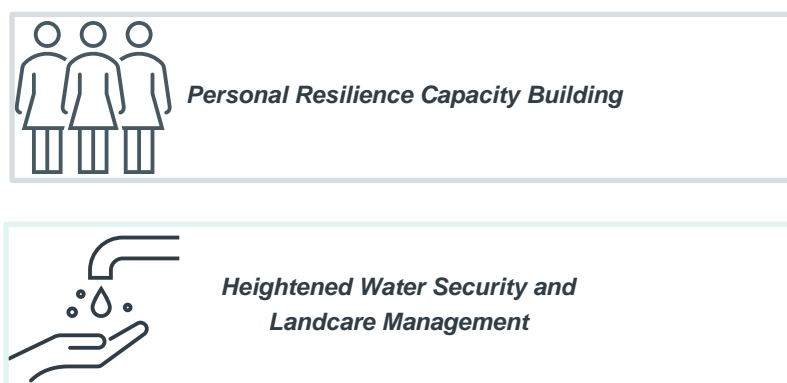 Personal Resilience Capacity Building
Heightened Water Security and
Landcare Management